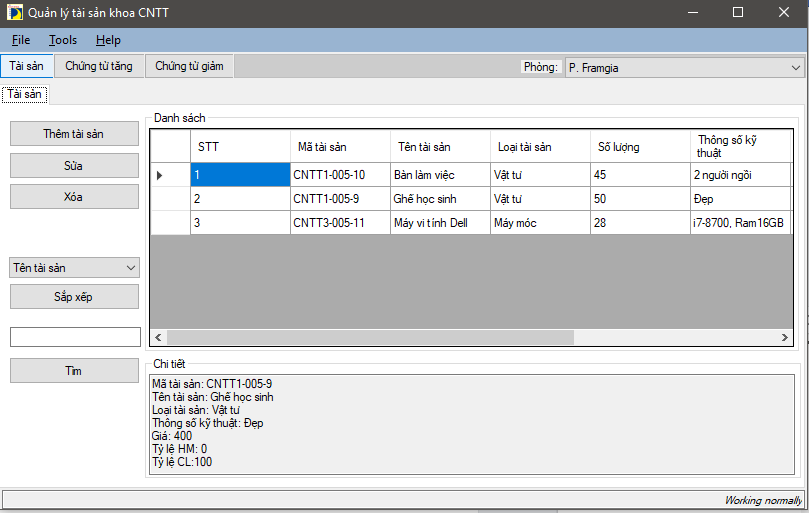 Quản lý tài sản khoa CNTT
File Tools Help
Tài sản Chứng từ tăng Chứng từ giảm Phòng: P. Framgia
Tài sản
Danh sách
Thêm tài sản
Sửa
Xóa
Tên tài sản
Sắp xếp
Tìm
STT Mã tài sản Tên tài sản Loại tài sản Số lượng Thông số kỹ
thuật
1 CNTT1-005-10 Bàn làm việc Vật tư 45 2 người ngồi
2 CNTT1-005-9 Ghế học sinh Vật tư 50 Đẹp
3 CNTT3-005-11 Máy vi tính Dell Máy móc 28 i7-8700, Ram16GB
Chi tiết
Mã tài sản: CNTT1-005-9
Tên tài sản: Ghế học sinh
Loại tài sản: Vật tư
Thông số kỹ thuật: Đẹp
Giá: 400
Tỷ lệ HM: 0
Tỷ lệ CL:100
Working normally